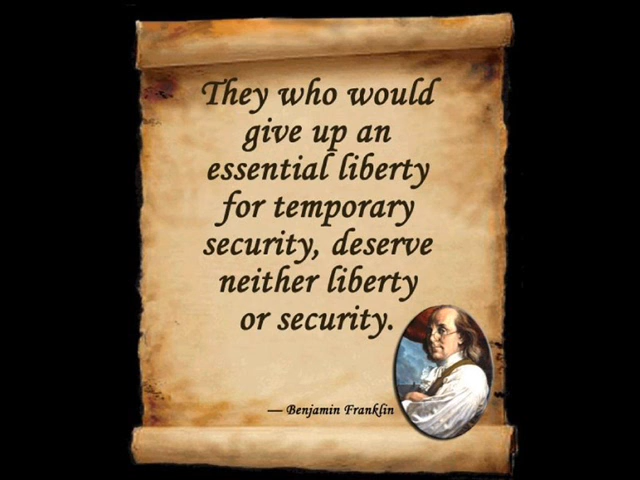 They who would
give up an
essential liberty
for temporary
security, deserve
neither liberty
or security.
— Benjamin Franklin